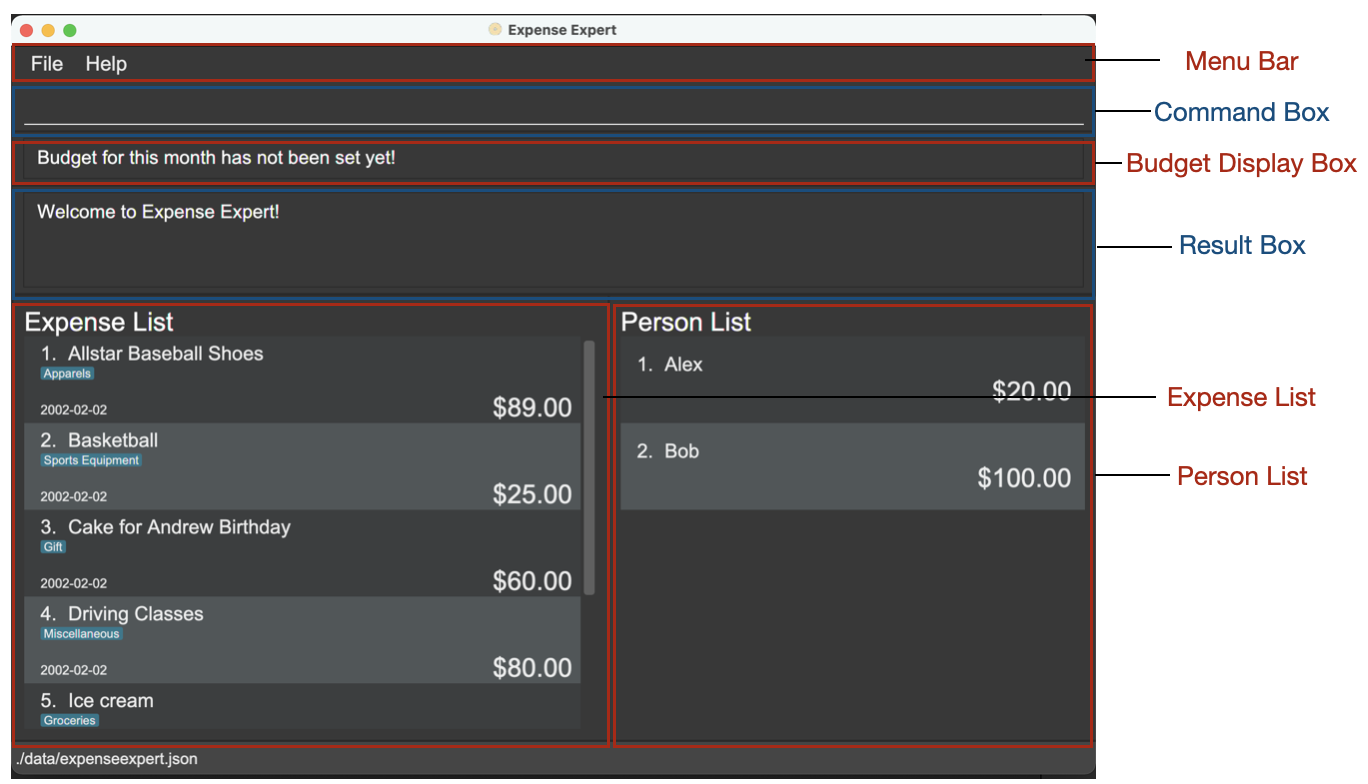 Expense Expert
File Help
Menu Bar
Command Box
Budget for this month has not been set yet!
Budget Display Box
Welcome to Expense Expert!
Result Box
Expense List
1. Allstar Baseball Shoes
Apparels
2002-02-02 $89.00
2. Basketball
Sports Equipment
2002-02-02 $25.00
3. Cake for Andrew Birthday
Gift
2002-02-02 $60.00
4. Driving Classes
Miscellaneous
2002-02-02 $80.00
5. Ice cream
Groceries
Person List
1. Alex
$20.00
2. Bob
$100.00
Expense List
Person List
./data/expenseexpert.json